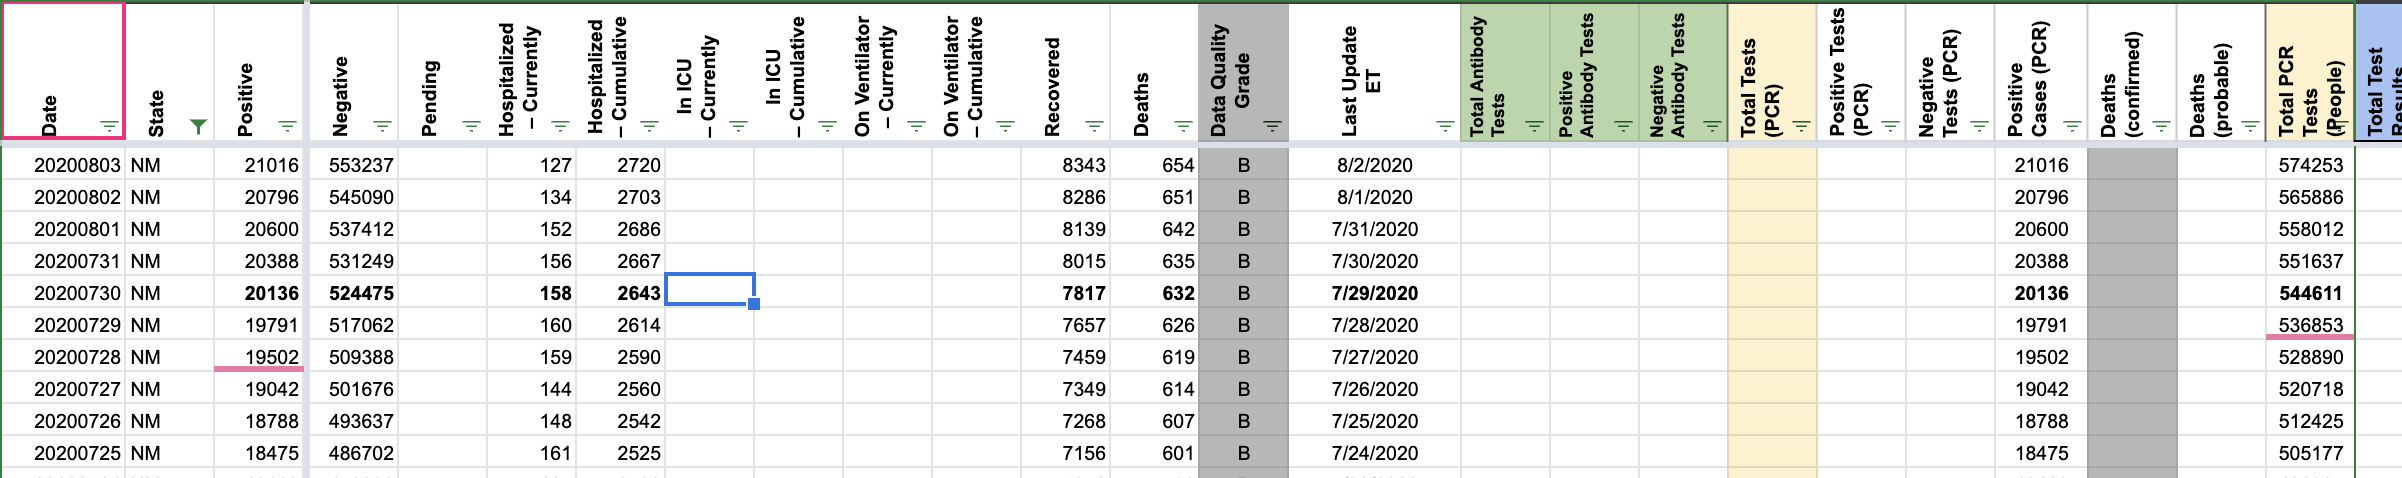 Date State Positive Negative Pending Hospitalized – Currently Hospitalized – Cumulative In ICU – Currently In ICU – Cumulative On Ventilator – Currently On Ventilator – Cumulative Recovered Deaths Data Quality Grade Last Update ET Total Antibody Tests Positive Antibody Tests Negative Antibody Tests Total Tests (PCR) Positive Tests (PCR) Negative Tests (PCR) Positive Cases (PCR) Deaths (confirmed) Deaths (probable) Total PCR Tests (People) Total Test
20200803 NM 21016 553237 127 2720 8343 654 B 8/2/2020 21016 574253
20200802 NM 20796 545090 134 2703 8286 651 B 8/1/2020 20796 565886
20200801 NM 20600 537412 152 2686 8139 642 B 7/31/2020 20600 558012
20200731 NM 20388 531249 156 2667 8015 635 B 7/30/2020 20388 551637
20200730 NM 20136 524475 158 2643 7817 632 B 7/29/2020 20136 544611
20200729 NM 19791 517062 160 2614 7657 626 B 7/28/2020 19791 536853
20200728 NM 19502 509388 159 2590 7459 619 B 7/27/2020 19502 528890
20200727 NM 19042 501676 144 2560 7349 614 B 7/26/2020 19042 520718
20200726 NM 18788 493637 148 2542 7268 607 B 7/25/2020 18788 512425
20200725 NM 18475 486702 161 2525 7156 601 B 7/24/2020 18475 505177